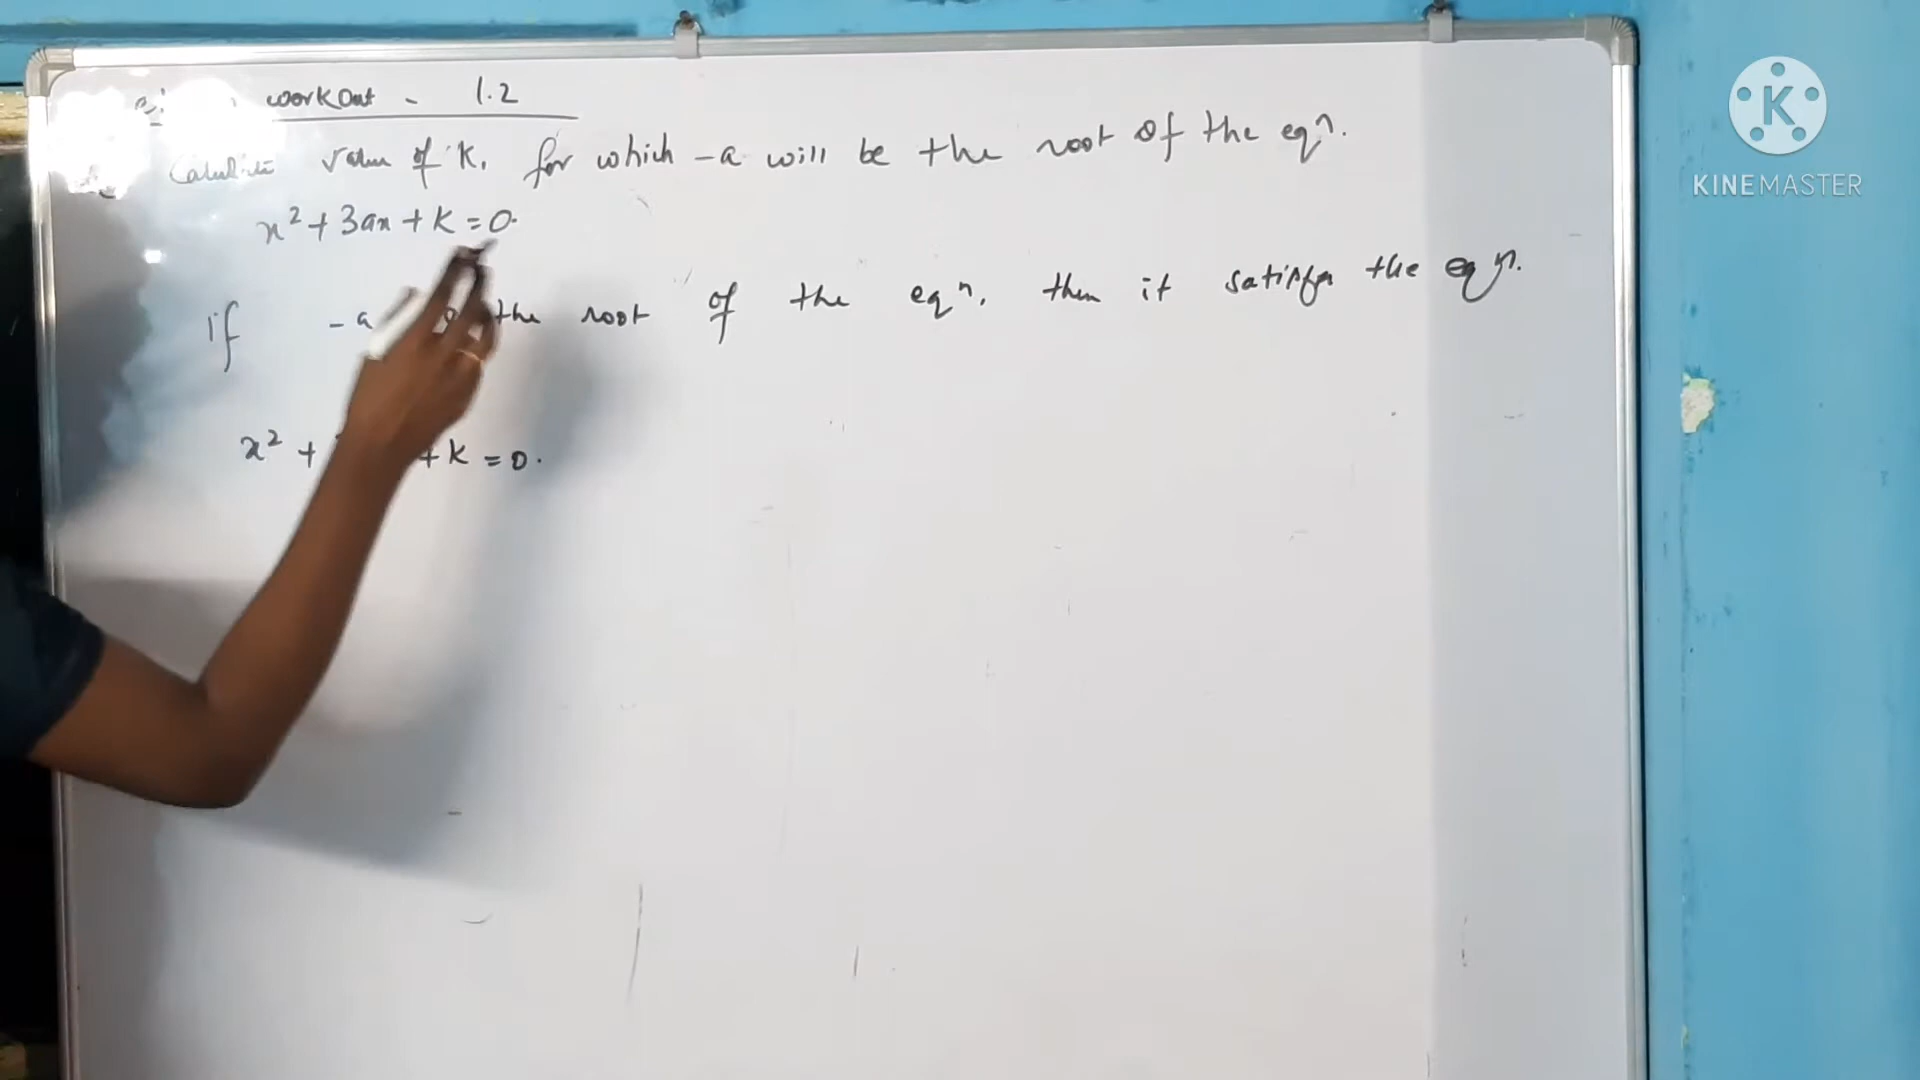 workout - 1.2
Calculate value of K, for which -a will be the root of the eqⁿ.
x² + 3ax + k = 0.
If -a the root of the eqⁿ, then it satisfy the eqⁿ.
x² + + k = 0.
K
KINEMASTER